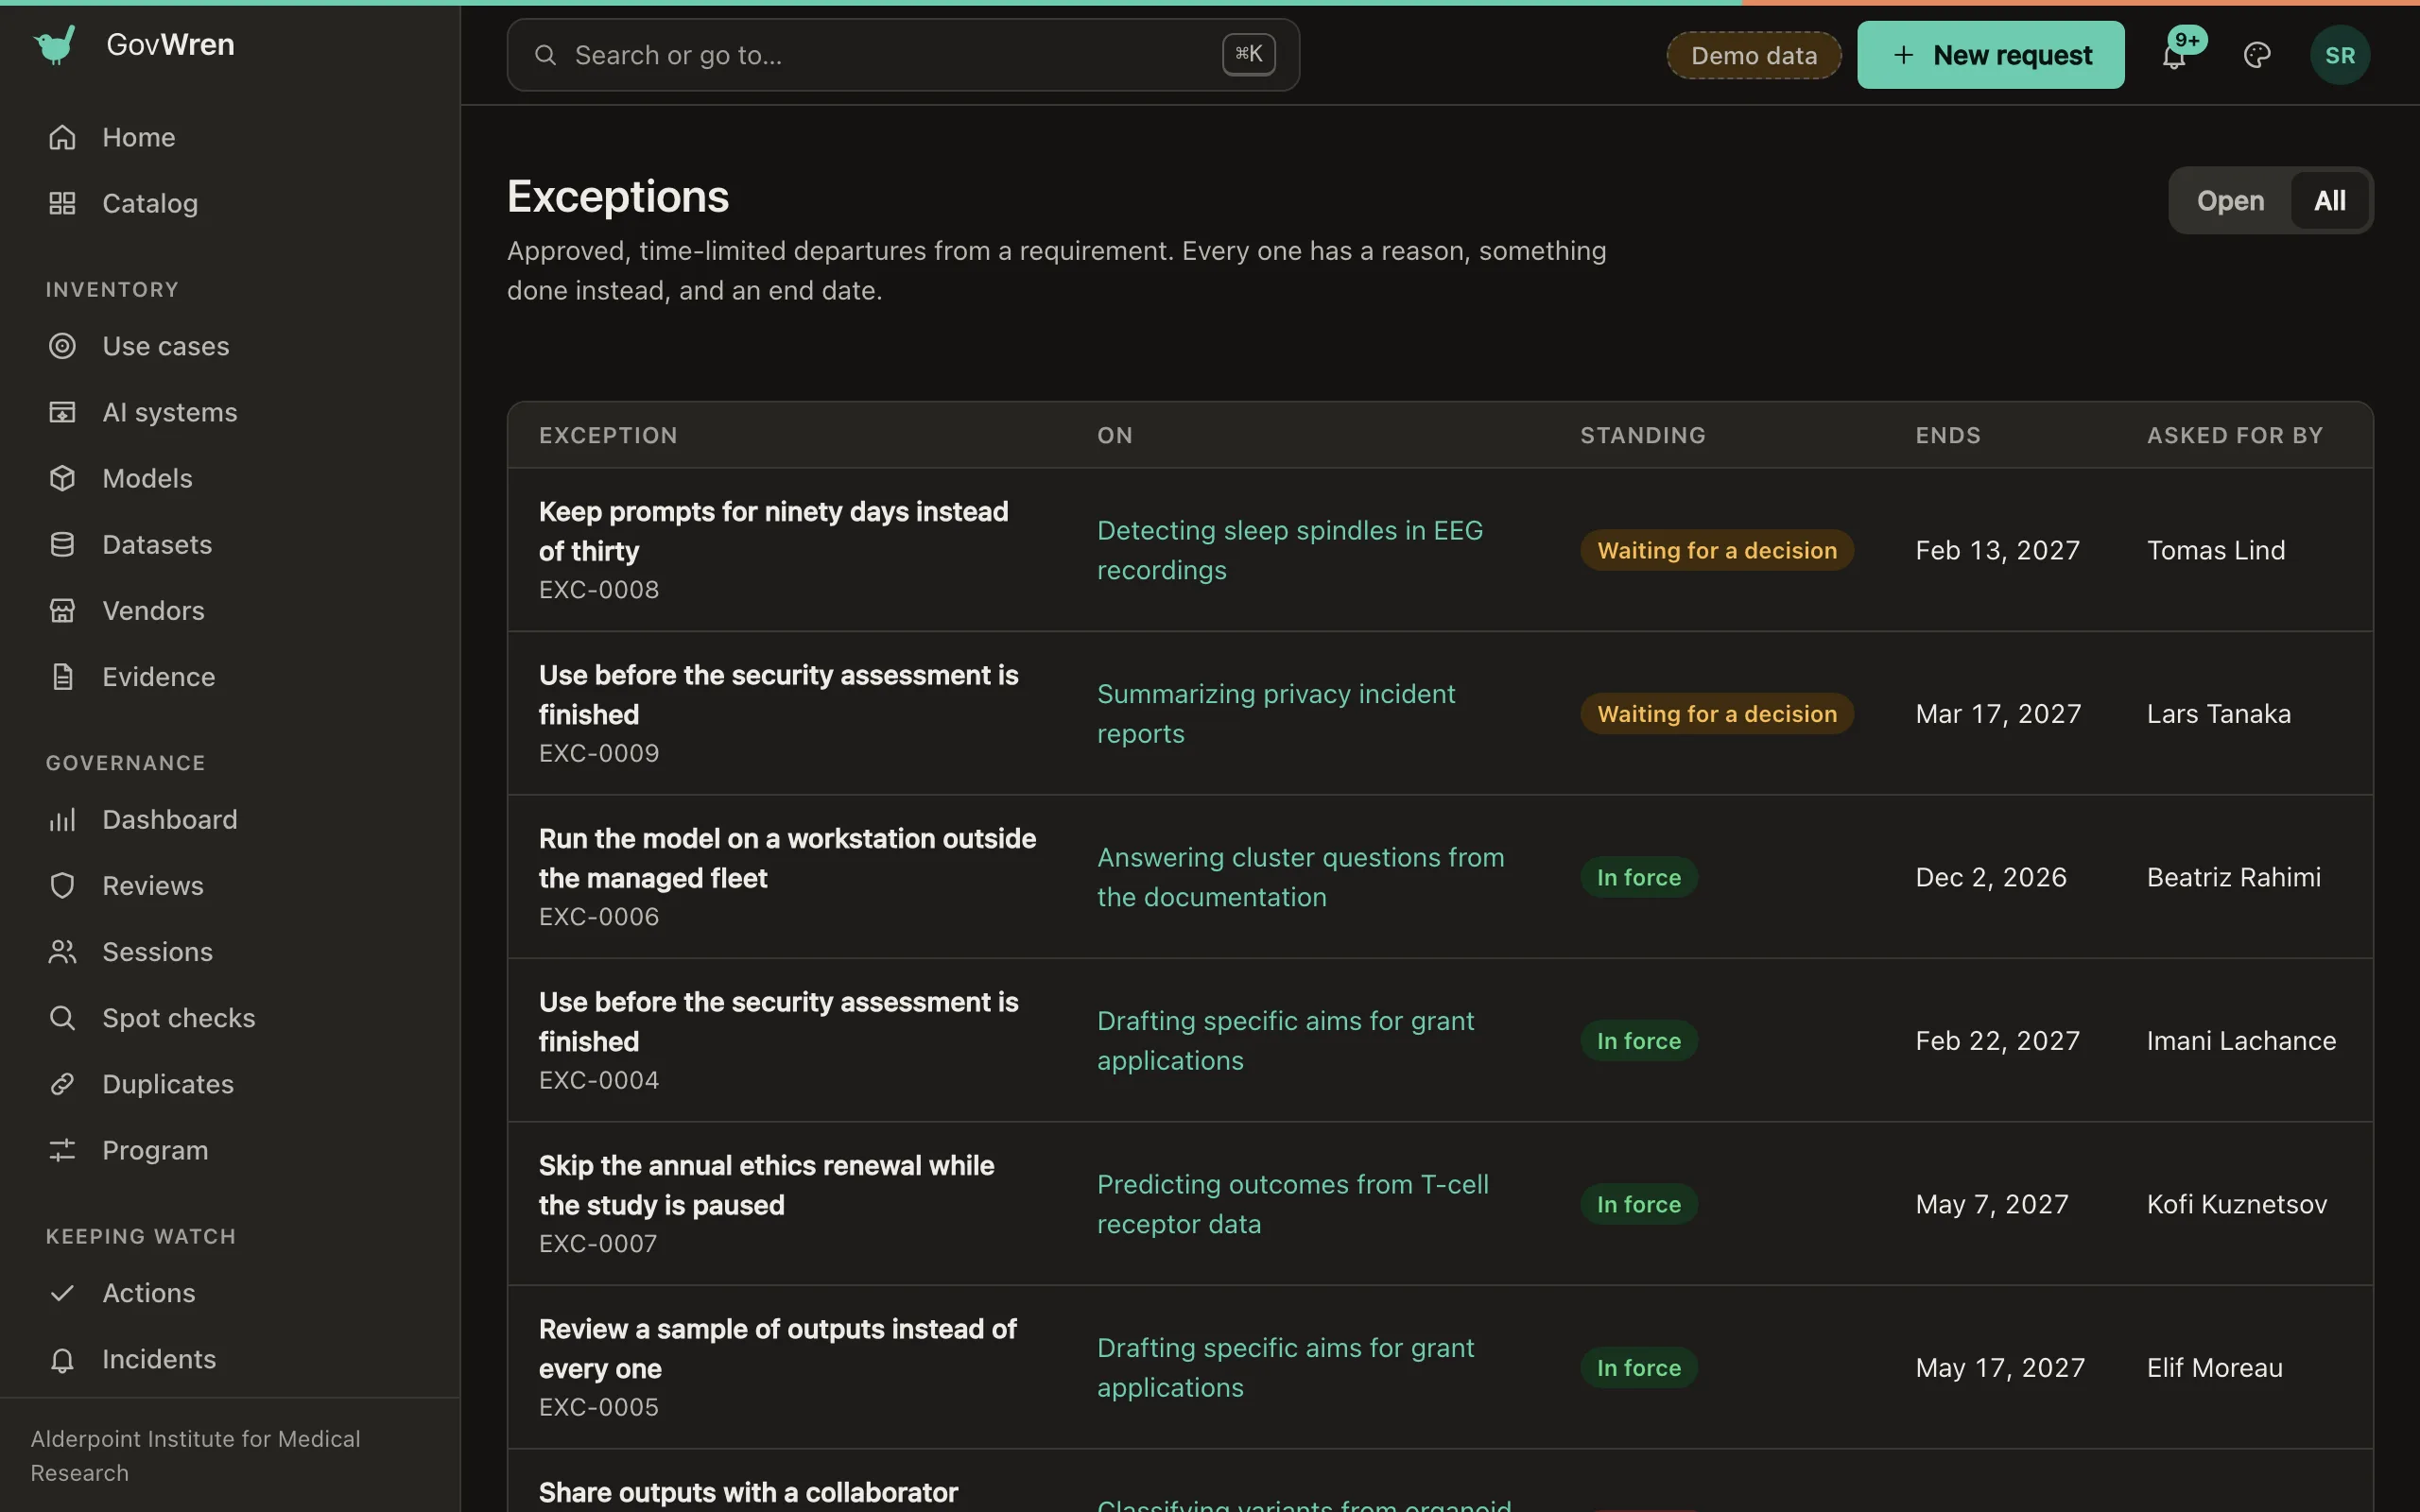 GovWren
Search or go to...
⌘K
Demo data
+ New request
9+
SR
Home
Catalog
INVENTORY
Use cases
AI systems
Models
Datasets
Vendors
Evidence
GOVERNANCE
Dashboard
Reviews
Sessions
Spot checks
Duplicates
Program
KEEPING WATCH
Actions
Incidents
Alderpoint Institute for Medical
Research
Exceptions
Approved, time-limited departures from a requirement. Every one has a reason, something
done instead, and an end date.
Open
All
EXCEPTION ON STANDING ENDS ASKED FOR BY
Keep prompts for ninety days instead
of thirty
EXC-0008
Detecting sleep spindles in EEG
recordings
Waiting for a decision
Feb 13, 2027
Tomas Lind
Use before the security assessment is
finished
EXC-0009
Summarizing privacy incident
reports
Waiting for a decision
Mar 17, 2027
Lars Tanaka
Run the model on a workstation outside
the managed fleet
EXC-0006
Answering cluster questions from
the documentation
In force
Dec 2, 2026
Beatriz Rahimi
Use before the security assessment is
finished
EXC-0004
Drafting specific aims for grant
applications
In force
Feb 22, 2027
Imani Lachance
Skip the annual ethics renewal while
the study is paused
EXC-0007
Predicting outcomes from T-cell
receptor data
In force
May 7, 2027
Kofi Kuznetsov
Review a sample of outputs instead of
every one
EXC-0005
Drafting specific aims for grant
applications
In force
May 17, 2027
Elif Moreau
Share outputs with a collaborator
Classifying variants from organoid